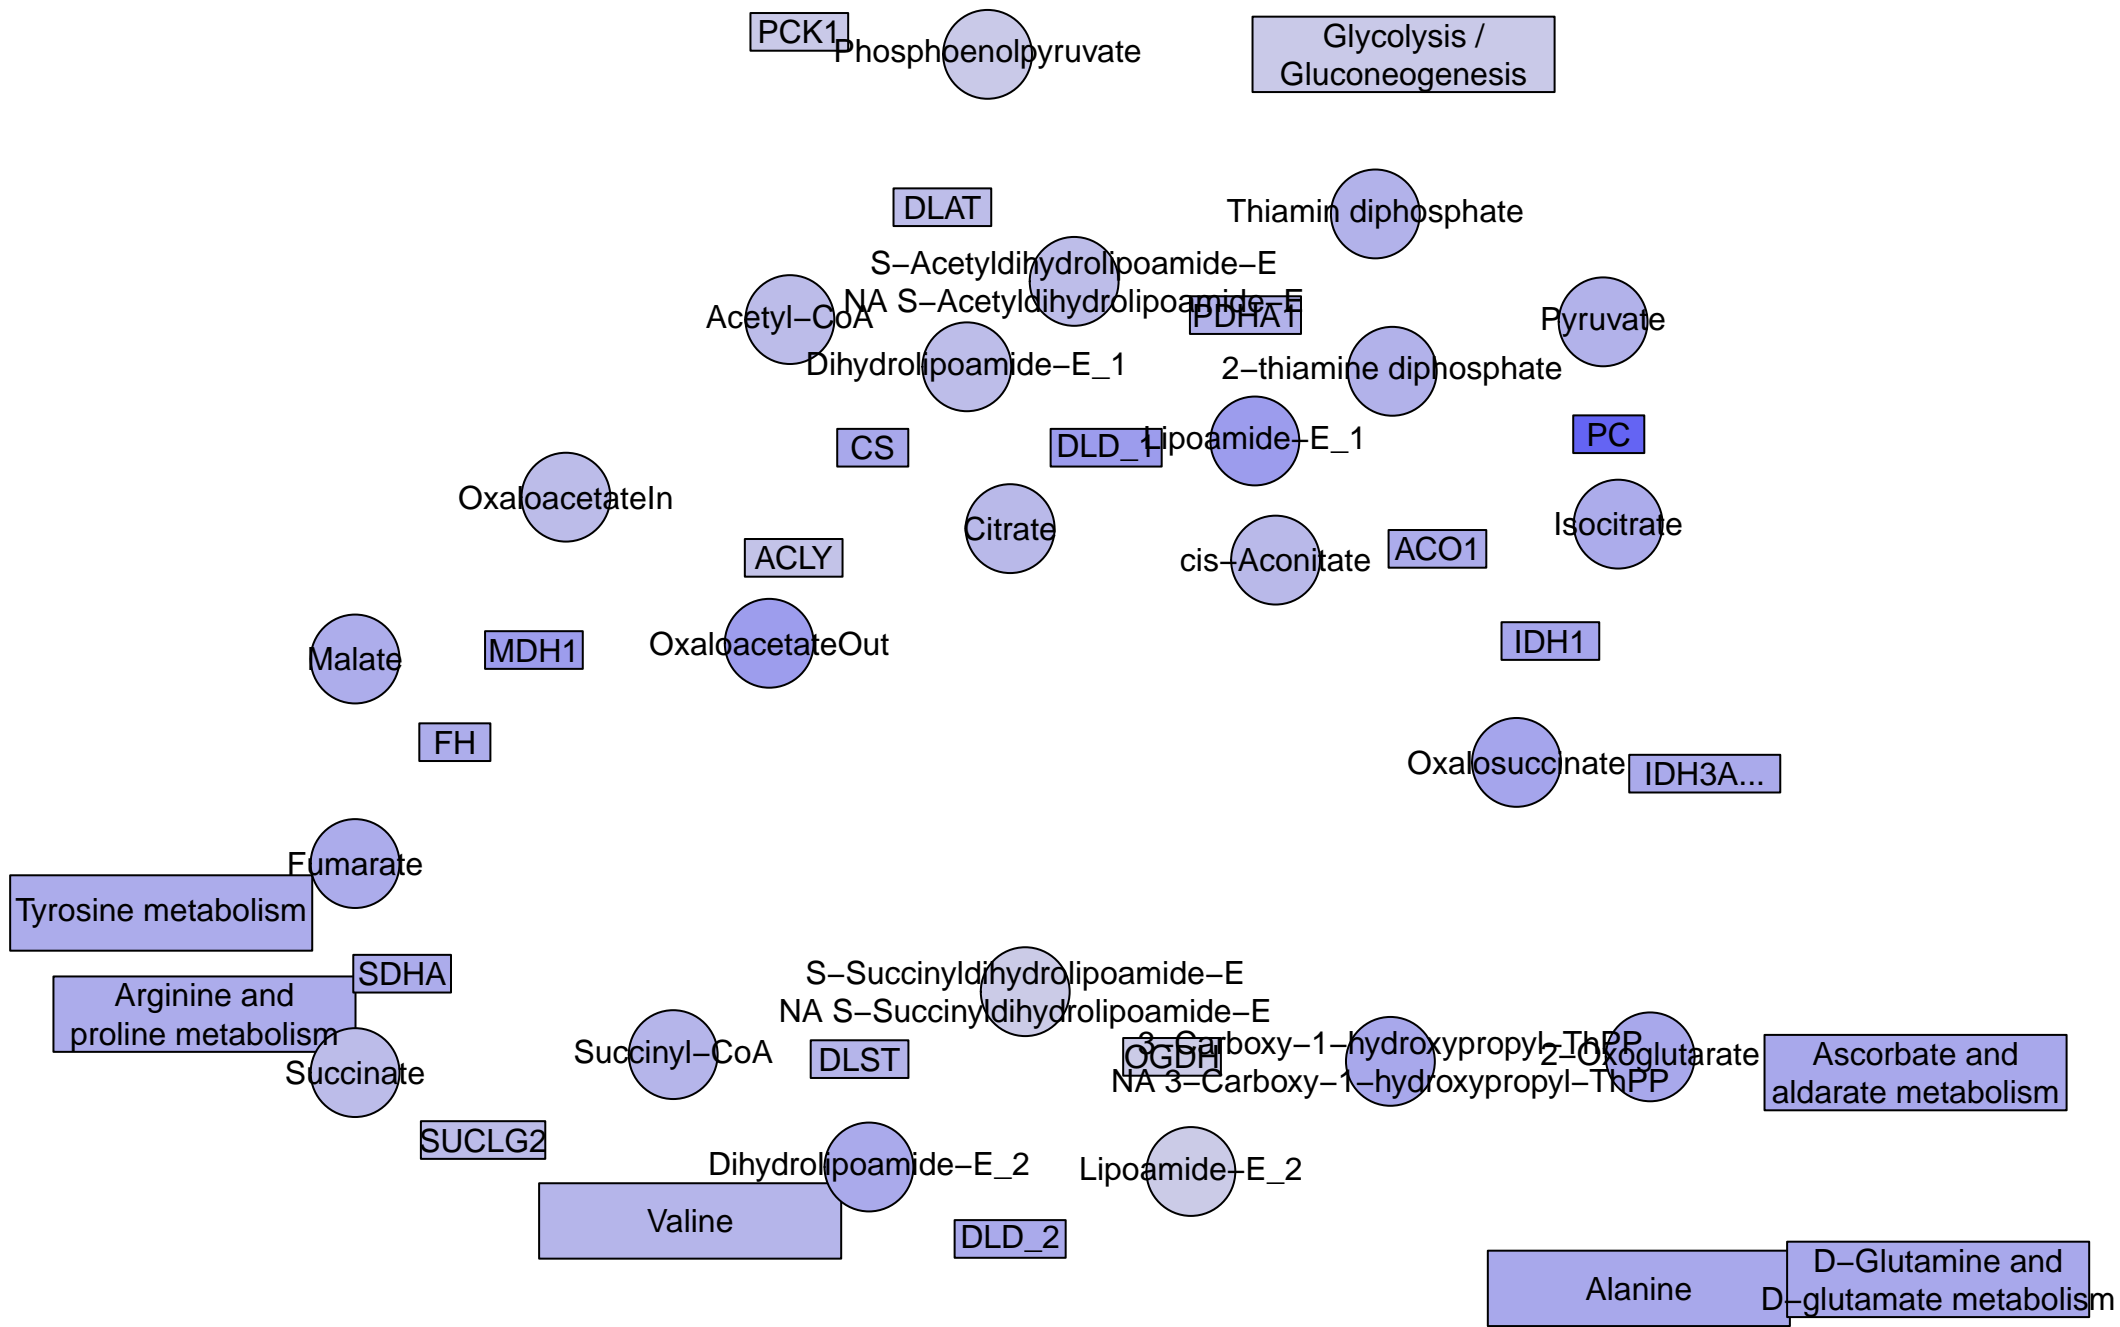 PCK1
Phosphoenolpyruvate
Glycolysis /
Gluconeogenesis
DLAT
Thiamin diphosphate
S−Acetyldihydrolipoamide−E
NA S−Acetyldihydrolipoamide−E
Acetyl−CoA
PDHA1
Pyruvate
Dihydrolipoamide−E_1
2−thiamine diphosphate
CS
DLD_1
Lipoamide−E_1
PC
OxaloacetateIn
Citrate
Isocitrate
ACLY
cis−Aconitate
ACO1
Malate
MDH1
OxaloacetateOut
IDH1
FH
Oxalosuccinate
IDH3A...
Fumarate
Tyrosine metabolism
SDHA
Arginine and
proline metabolism
S−Succinyldihydrolipoamide−E
NA S−Succinyldihydrolipoamide−E
Succinate
Succinyl−CoA
DLST
OGDH
3−Carboxy−1−hydroxypropyl−ThPP
NA 3−Carboxy−1−hydroxypropyl−ThPP
2−Oxoglutarate
Ascorbate and
aldarate metabolism
SUCLG2
Dihydrolipoamide−E_2
Lipoamide−E_2
Valine
DLD_2
Alanine
D−Glutamine and
D−glutamate metabolism